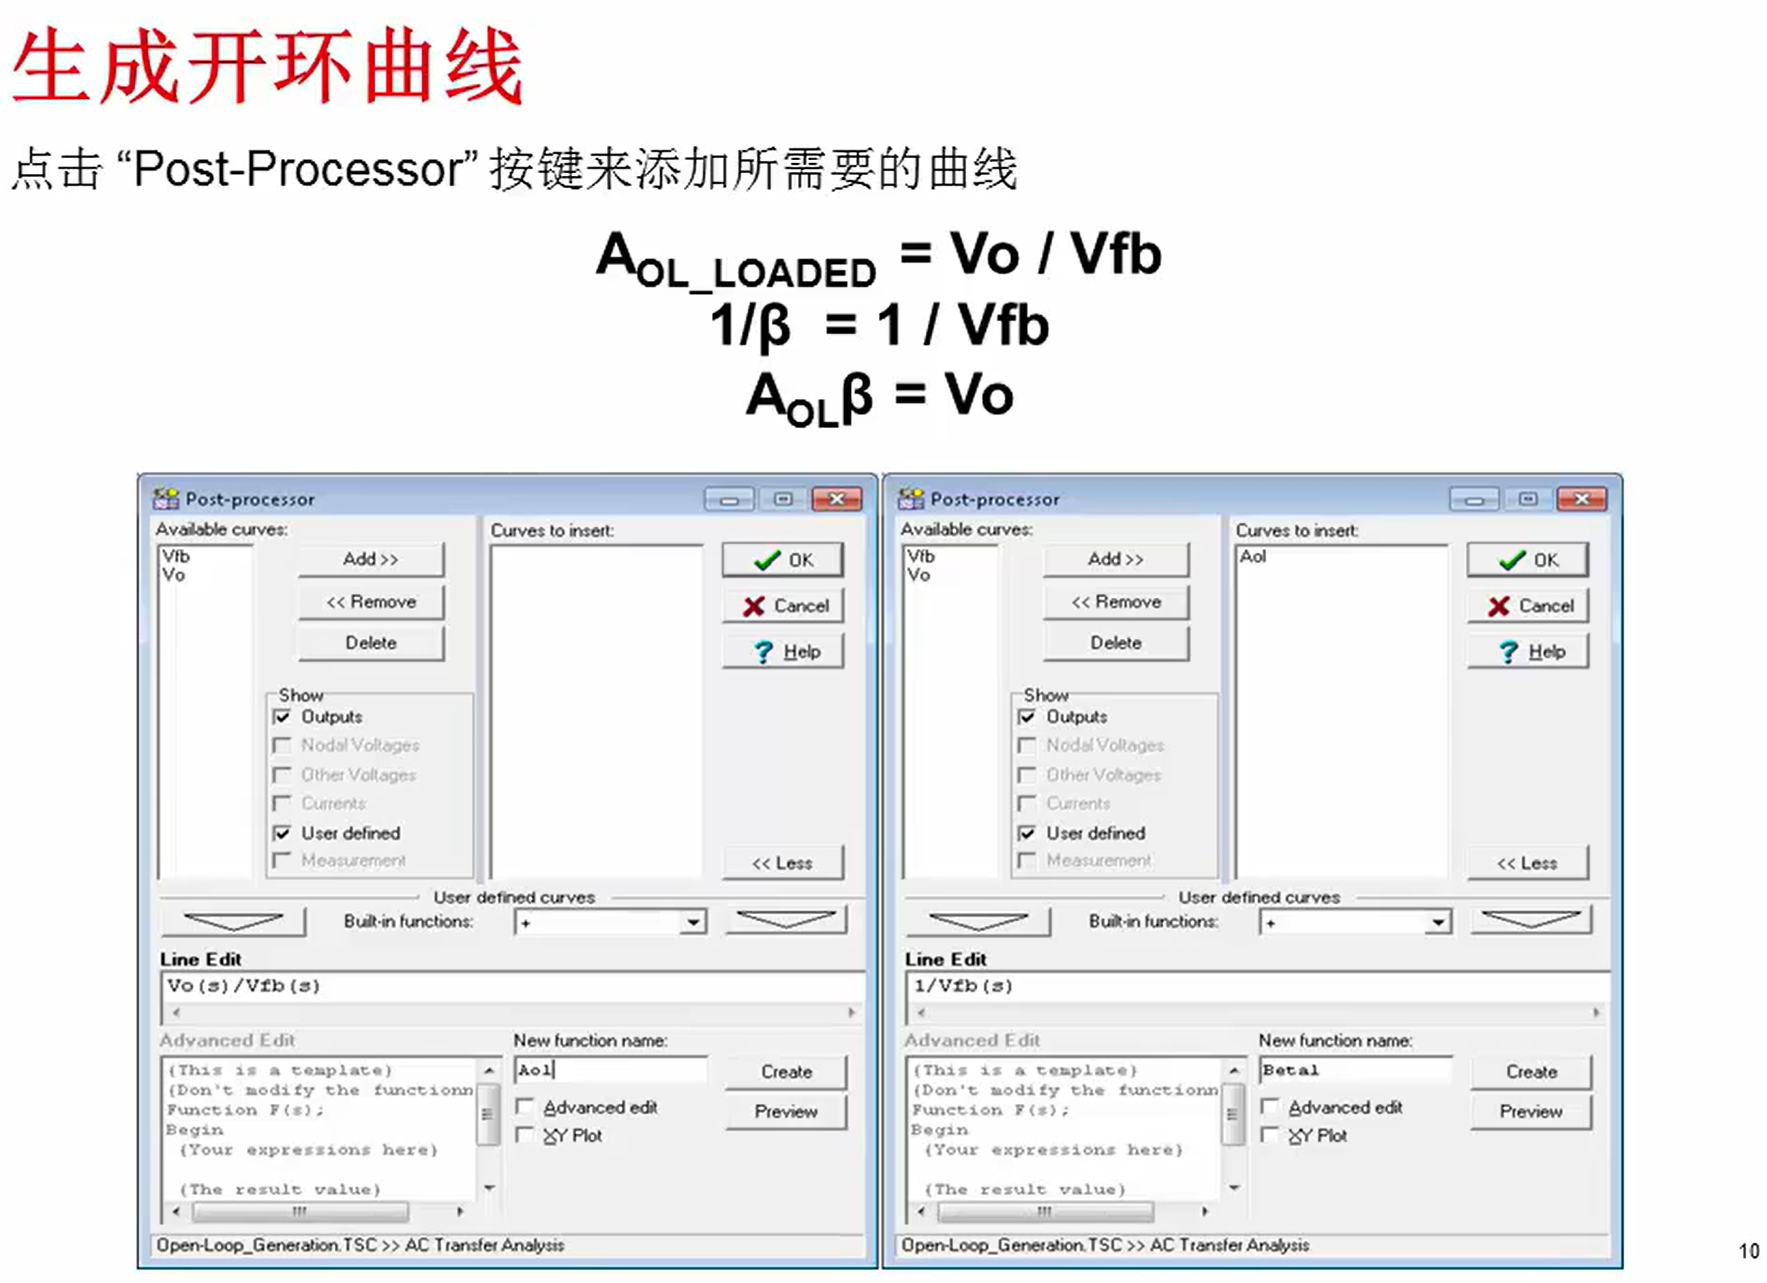 生成开环曲线
点击 “Post-Processor” 按键来添加所需要的曲线
AOL_LOADED = Vo / Vfb
1/β = 1 / Vfb
AOLβ = Vo
Post-processor
Available curves:
Curves to insert:
Vfb
Vo
Add >>
<< Remove
Delete
OK
Cancel
? Help
Show
Outputs
Nodal Voltages
Other Voltages
Currents
User defined
Measurement
<< Less
User defined curves
Built-in functions:
+
Line Edit
Vo(s)/Vfb(s)
Advanced Edit
{This is a template}
{Don't modify the functionn
Function F(s);
Begin
{Your expressions here}
{The result value}
New function name:
Aol
Create
Advanced edit
Preview
XY Plot
Open-Loop_Generation.TSC >> AC Transfer Analysis
Post-processor
Available curves:
Curves to insert:
Vfb
Vo
Aol
Add >>
<< Remove
Delete
OK
Cancel
? Help
Show
Outputs
Nodal Voltages
Other Voltages
Currents
User defined
Measurement
<< Less
User defined curves
Built-in functions:
+
Line Edit
1/Vfb(s)
Advanced Edit
{This is a template}
{Don't modify the functionn
Function F(s);
Begin
{Your expressions here}
{The result value}
New function name:
Beta1
Create
Advanced edit
Preview
XY Plot
Open-Loop_Generation.TSC >> AC Transfer Analysis
10